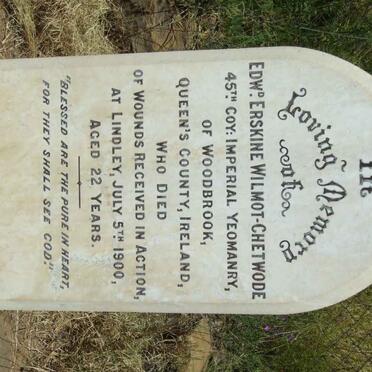 In
Loving Memory
of
EDWD ERSKINE WILMOT-CHETWODE
45TH COY: IMPERIAL YEOMANRY,
OF WOODBROOK,
QUEEN'S COUNTY, IRELAND,
WHO DIED
OF WOUNDS RECEIVED IN ACTION,
AT LINDLEY, JULY 5TH 1900,
AGED 22 YEARS.
"BLESSED ARE THE PURE IN HEART,
FOR THEY SHALL SEE GOD."